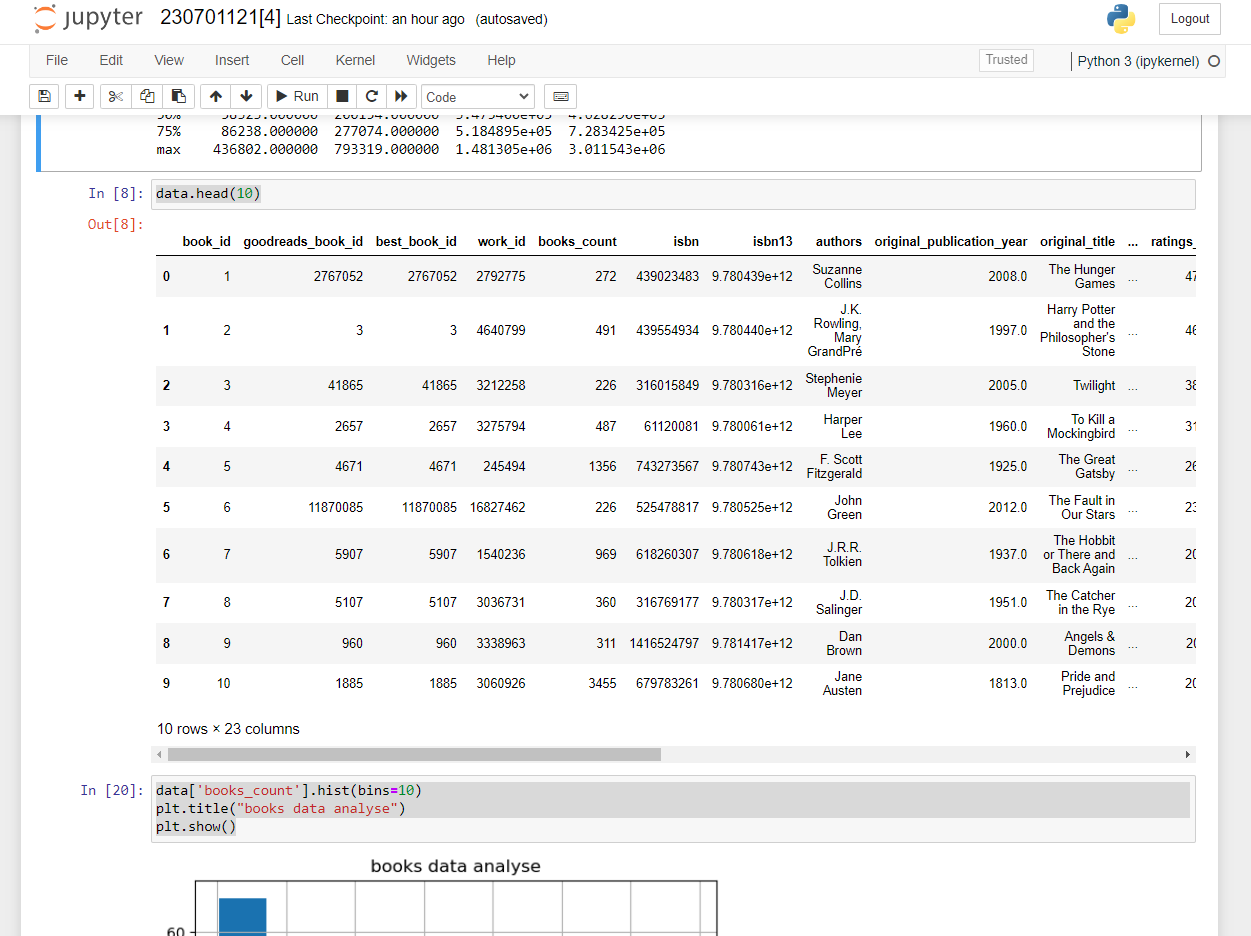 jupyter 230701121[4] Last Checkpoint: an hour ago (autosaved)
Logout
File Edit View Insert Cell Kernel Widgets Help
Trusted
Python 3 (ipykernel)
Run
Code
75% 86238.000000 277074.000000 5.184895e+05 7.283425e+05
max 436802.000000 793319.000000 1.481305e+06 3.011543e+06
In [8]: data.head(10)
Out[8]:
book_id goodreads_book_id best_book_id work_id books_count isbn isbn13 authors original_publication_year original_title ... ratings_
0 1 2767052 2767052 2792775 272 439023483 9.780439e+12 Suzanne Collins 2008.0 The Hunger Games ... 47
1 2 3 3 4640799 491 439554934 9.780440e+12 J.K. Rowling, Mary GrandPré 1997.0 Harry Potter and the Philosopher's Stone ... 46
2 3 41865 41865 3212258 226 316015849 9.780316e+12 Stephenie Meyer 2005.0 Twilight ... 38
3 4 2657 2657 3275794 487 61120081 9.780061e+12 Harper Lee 1960.0 To Kill a Mockingbird ... 31
4 5 4671 4671 245494 1356 743273567 9.780743e+12 F. Scott Fitzgerald 1925.0 The Great Gatsby ... 26
5 6 11870085 11870085 16827462 226 525478817 9.780525e+12 John Green 2012.0 The Fault in Our Stars ... 23
6 7 5907 5907 1540236 969 618260307 9.780618e+12 J.R.R. Tolkien 1937.0 The Hobbit or There and Back Again ... 20
7 8 5107 5107 3036731 360 316769177 9.780317e+12 J.D. Salinger 1951.0 The Catcher in the Rye ... 20
8 9 960 960 3338963 311 1416524797 9.781417e+12 Dan Brown 2000.0 Angels & Demons ... 20
9 10 1885 1885 3060926 3455 679783261 9.780680e+12 Jane Austen 1813.0 Pride and Prejudice ... 20
10 rows × 23 columns
In [20]: data['books_count'].hist(bins=10)
plt.title("books data analyse")
plt.show()
books data analyse
60